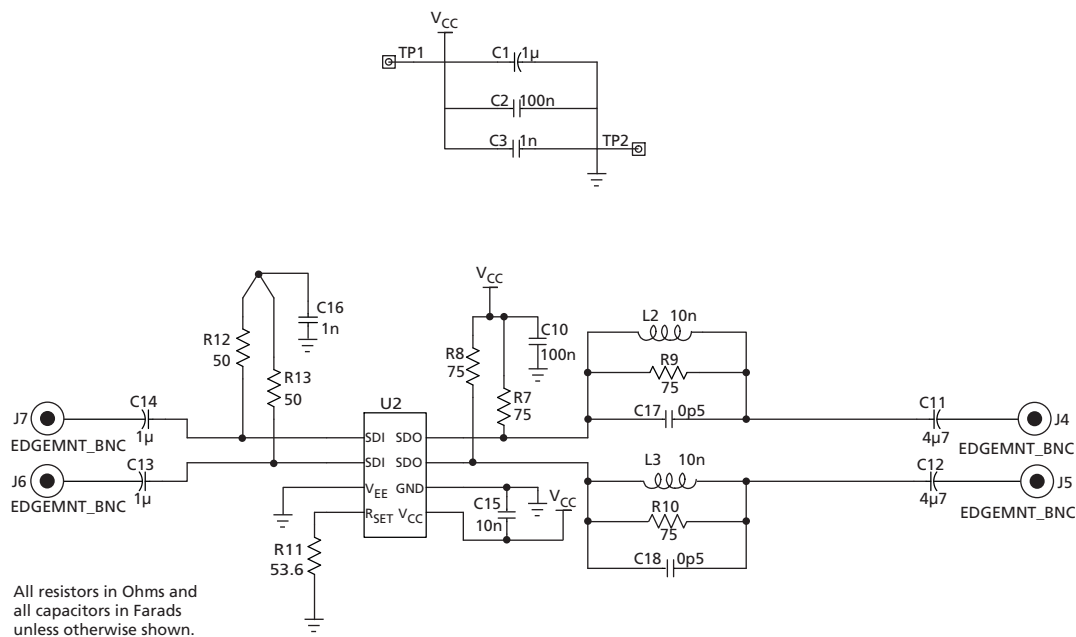 VCC
TP1
C1 1µ
C2 100n
C3 1n
TP2
VCC
C16
1n
R12
50
R13
50
R8
75
C10
100n
R7
75
L2 10n
R9
75
C17 0p5
J7
C14
1µ
EDGEMNT_BNC
U2
C11
4µ7
J4
EDGEMNT_BNC
J6
C13
1µ
EDGEMNT_BNC
SDI SDO
SDI SDO
VEE GND
RSET VCC
C15
10n
VCC
L3 10n
R10
75
C18 0p5
C12
4µ7
J5
EDGEMNT_BNC
R11
53.6
All resistors in Ohms and
all capacitors in Farads
unless otherwise shown.